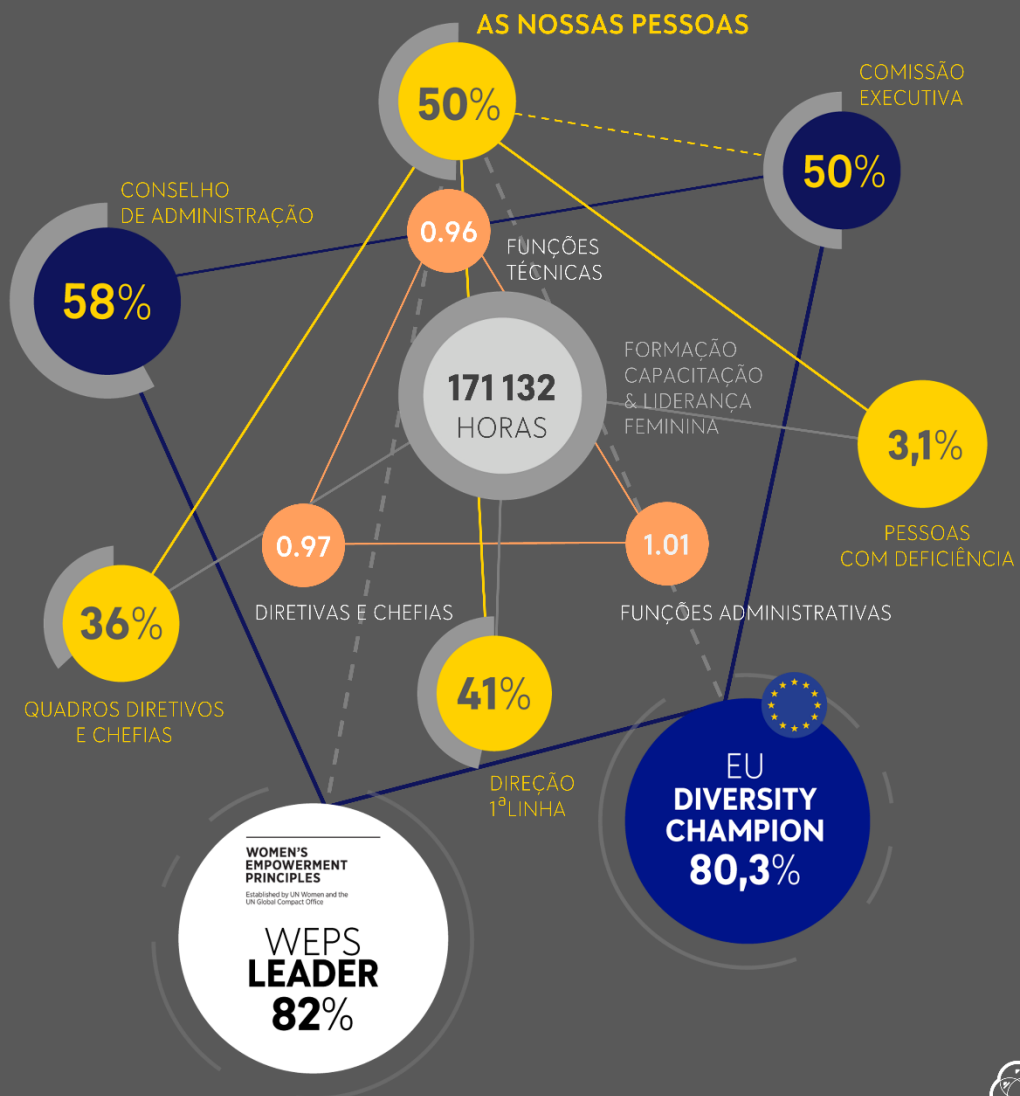 AS NOSSAS PESSOAS
50%
COMISSÃO
EXECUTIVA
50%
CONSELHO
DE ADMINISTRAÇÃO
58%
0.96
FUNÇÕES
TÉCNICAS
171 132
HORAS
FORMAÇÃO
CAPACITAÇÃO
& LIDERANÇA
FEMININA
3,1%
PESSOAS
COM DEFICIÊNCIA
0.97
DIRETIVAS E CHEFIAS
1.01
FUNÇÕES ADMINISTRATIVAS
36%
QUADROS DIRETIVOS
E CHEFIAS
41%
DIREÇÃO
1ªLINHA
EU
DIVERSITY
CHAMPION
80,3%
WOMEN'S
EMPOWERMENT
PRINCIPLES
Established by UN Women and the
UN Global Compact Office
WEPS
LEADER
82%